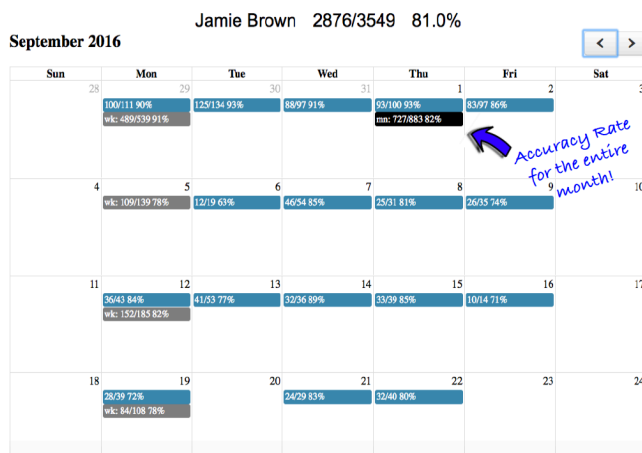 Jamie Brown 2876/3549 81.0%
September 2016
< >
Sun Mon Tue Wed Thu Fri Sat
28 29 30 31 1 2 3
100/111 90% 125/134 93% 88/97 91% 93/100 93% 83/97 86%
wk: 489/539 91% mn: 727/883 82%
Accuracy Rate
for the entire
month!
4 5 6 7 8 9 10
wk: 109/139 78% 12/19 63% 46/54 85% 25/31 81% 26/35 74%
11 12 13 14 15 16 17
36/43 84% 41/53 77% 32/36 89% 33/39 85% 10/14 71%
wk: 152/185 82%
18 19 20 21 22 23 24
28/39 72% 24/29 83% 32/40 80%
wk: 84/108 78%